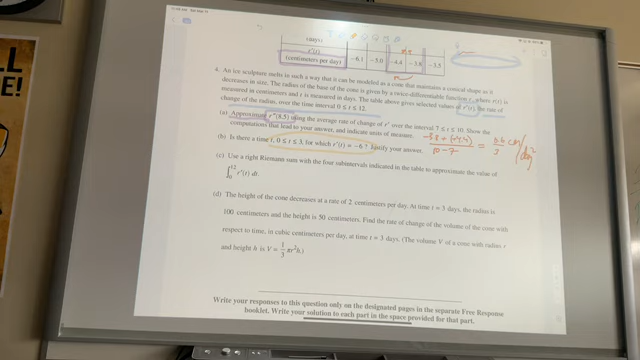 (days)
r′(t)
(centimeters per day)
−6.1
−5.0
−4.4
−3.8
−3.5
4. An ice sculpture melts in such a way that it can be modeled as a cone that maintains a conical shape as it
decreases in size. The radius of the base of the cone is given by a twice-differentiable function r, where r(t) is
measured in centimeters and t is measured in days. The table above gives selected values of r′(t), the rate of
change of the radius, over the time interval 0 ≤ t ≤ 12.
(a) Approximate r″(8.5) using the average rate of change of r′ over the interval 7 ≤ t ≤ 10. Show the
computations that lead to your answer, and indicate units of measure.
(b) Is there a time t, 0 ≤ t ≤ 3, for which r′(t) = −6 ? Justify your answer.
10 − 7
=
3
(c) Use a right Riemann sum with the four subintervals indicated in the table to approximate the value of
∫₀¹² r′(t) dt.
(d) The height of the cone decreases at a rate of 2 centimeters per day. At time t = 3 days, the radius is
100 centimeters and the height is 50 centimeters. Find the rate of change of the volume of the cone with
respect to time, in cubic centimeters per day, at time t = 3 days. (The volume V of a cone with radius r
and height h is V = 1/3 πr²h.)
Write your responses to this question only on the designated pages in the separate Free Response
booklet. Write your solution to each part in the space provided for that part.